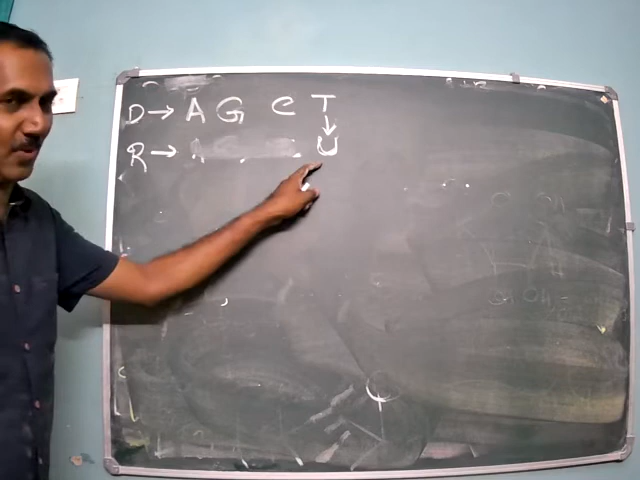 D → A G C T
↓
R → U